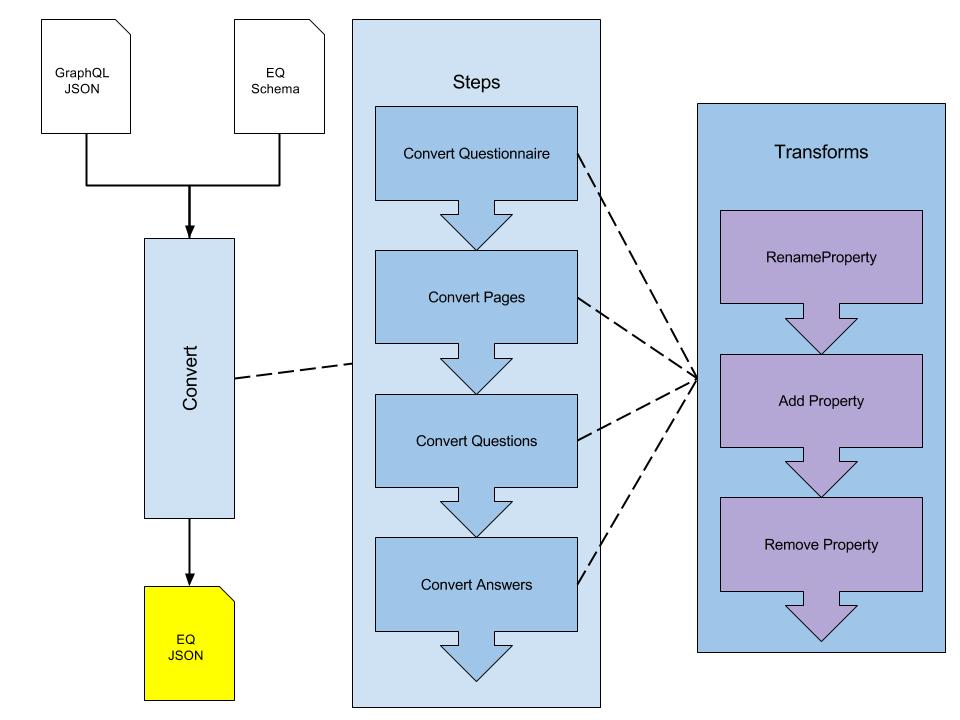 GraphQL
JSON
EQ
Schema
Convert
EQ
JSON
Steps
Convert Questionnaire
Convert Pages
Convert Questions
Convert Answers
Transforms
RenameProperty
Add Property
Remove Property